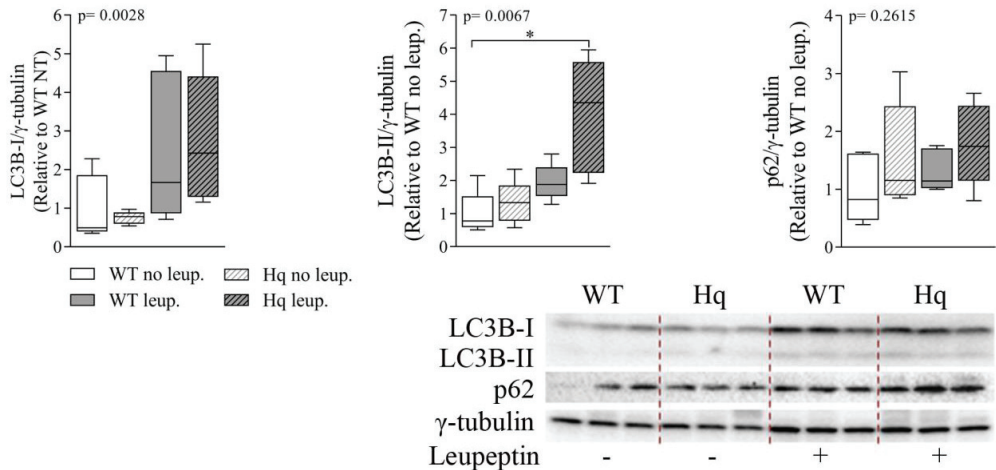 p= 0.0028
LC3B-I/γ-tubulin
(Relative to WT NT)
6
5
4
3
2
1
0
p= 0.0067
LC3B-II/γ-tubulin
(Relative to WT no leup.)
7
6
5
4
3
2
1
0
*
p= 0.2615
p62/γ-tubulin
(Relative to WT no leup.)
4
3
2
1
0
WT no leup.
Hq no leup.
WT leup.
Hq leup.
WT Hq WT Hq
LC3B-I
LC3B-II
p62
γ-tubulin
Leupeptin - - + +